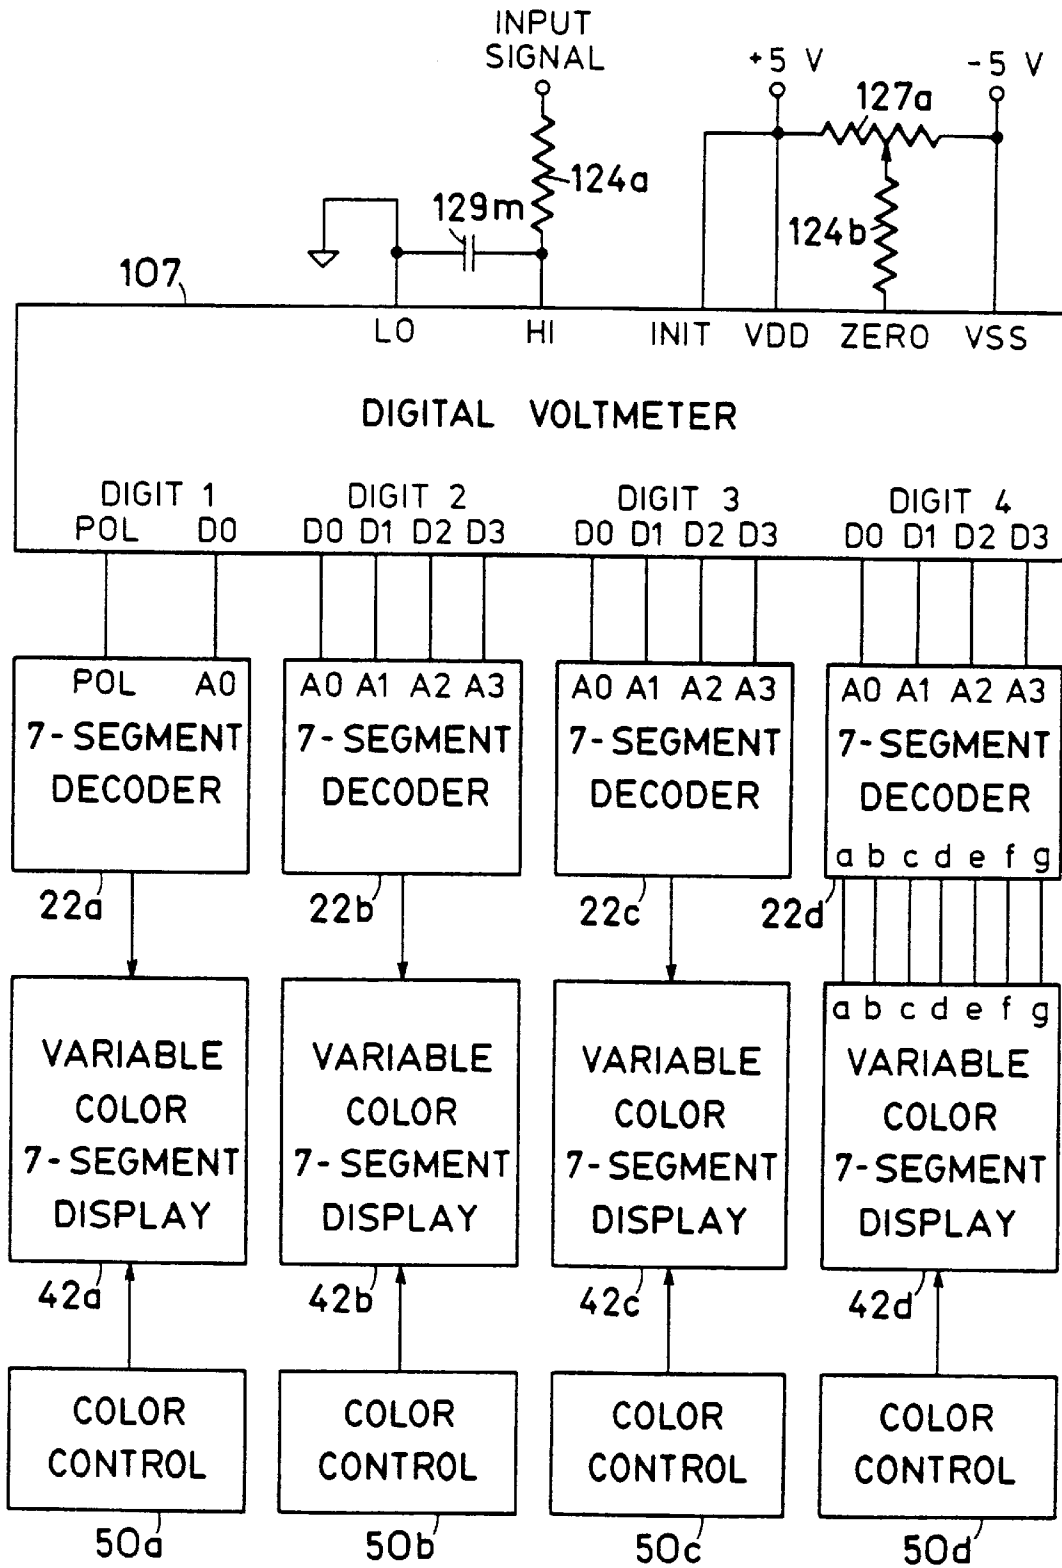 INPUT
SIGNAL
+5 V
-5 V
127a
124a
129m
124b
107
LO HI INIT VDD ZERO VSS
DIGITAL VOLTMETER
DIGIT 1 DIGIT 2 DIGIT 3 DIGIT 4
POL D0 D0 D1 D2 D3 D0 D1 D2 D3 D0 D1 D2 D3
POL A0 A0 A1 A2 A3 A0 A1 A2 A3 A0 A1 A2 A3
7-SEGMENT 7-SEGMENT 7-SEGMENT 7-SEGMENT
DECODER DECODER DECODER DECODER
a b c d e f g
22a 22b 22c 22d
a b c d e f g
VARIABLE VARIABLE VARIABLE VARIABLE
COLOR COLOR COLOR COLOR
7-SEGMENT 7-SEGMENT 7-SEGMENT 7-SEGMENT
DISPLAY DISPLAY DISPLAY DISPLAY
42a 42b 42c 42d
COLOR COLOR COLOR COLOR
CONTROL CONTROL CONTROL CONTROL
50a 50b 50c 50d